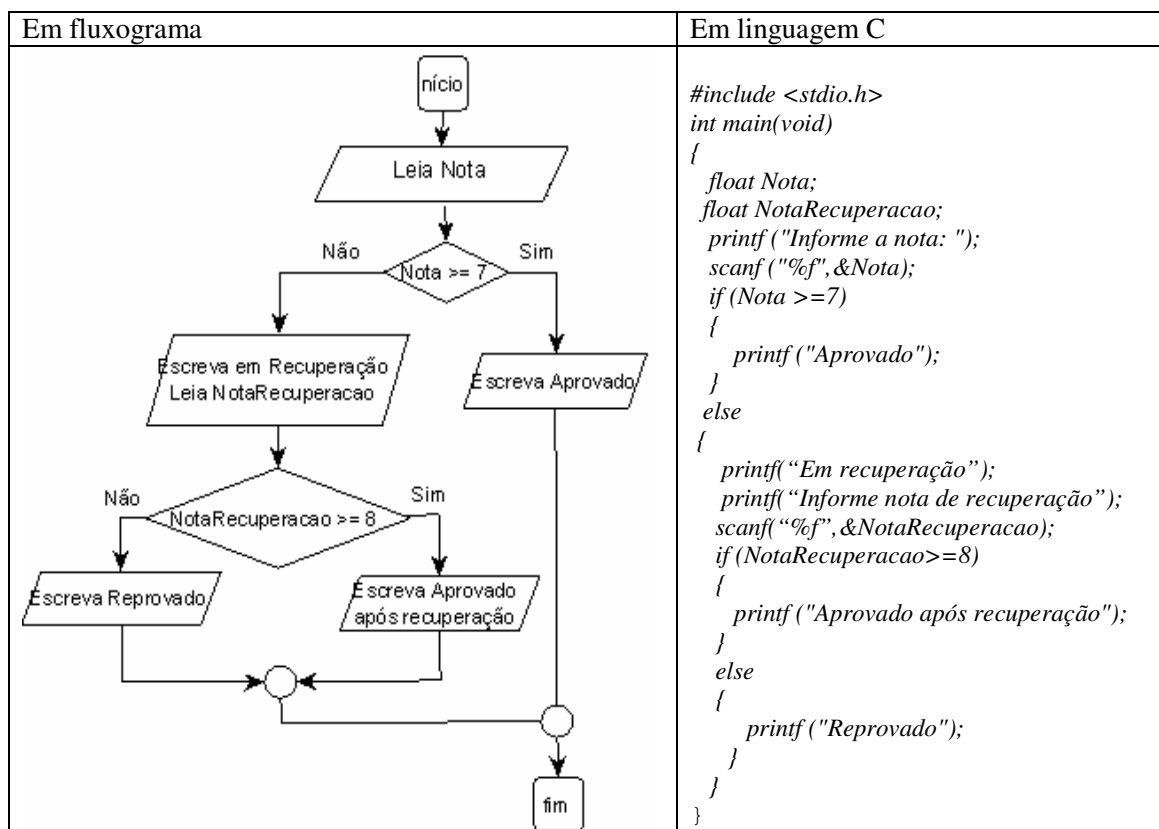 Em fluxograma
nício
Leia Nota
Não
Sim
Nota >= 7
Escreva em Recuperação
Leia NotaRecuperacao
Escreva Aprovado
Não
Sim
NotaRecuperacao >= 8
Escreva Reprovado
Escreva Aprovado
após recuperação
fim
Em linguagem C
#include <stdio.h>
int main(void)
{
float Nota;
float NotaRecuperacao;
printf ("Informe a nota: ");
scanf ("%f",&Nota);
if (Nota >=7)
{
printf ("Aprovado");
}
else
{
printf(“Em recuperação”);
printf(“Informe nota de recuperação”);
scanf(“%f”,&NotaRecuperacao);
if (NotaRecuperacao>=8)
{
printf ("Aprovado após recuperação");
}
else
{
printf ("Reprovado");
}
}
}